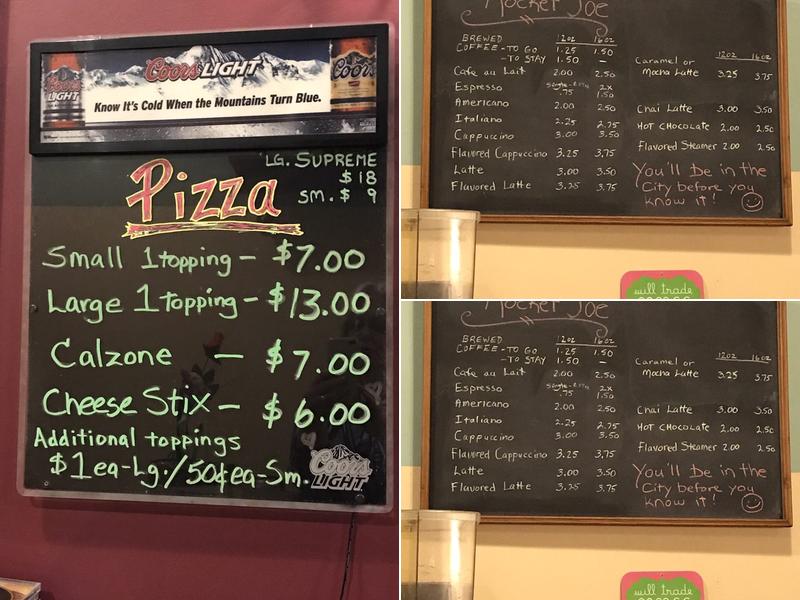 Coors LIGHT
Coors
LIGHT
Coors
Know It's Cold When the Mountains Turn Blue.
LG. SUPREME
$18
SM. $ 9
Pizza
Small 1 topping - $7.00
Large 1 topping - $13.00
Calzone - $7.00
Cheese Stix - $6.00
Additional toppings
$1ea-Lg./50¢ea-Sm.
Coors
LIGHT
Mocker Joe
BREWED 12oz 16oz
COFFEE - TO GO 1.25 1.50
- TO STAY 1.50 —
Cafe au Lait 2.00 2.50
Espresso .75 2x 1.50
Americano 2.00 2.50
Italiano 2.25 2.75
Cappuccino 3.00 3.50
Flavored Cappuccino 3.25 3.75
Latte 3.00 3.50
Flavored Latte 3.25 3.75
12oz 16oz
Caramel or
Mocha Latte 3.25 3.75
Chai Latte 3.00 3.50
HOT CHOCOLATE 2.00 2.50
Flavored Steamer 2.00 2.50
You'll Be in the
City before you
know it!
will trade
Mocker Joe
BREWED 12oz 16oz
COFFEE - TO GO 1.25 1.50
- TO STAY 1.50 —
Cafe au Lait 2.00 2.50
Espresso .75 2x 1.50
Americano 2.00 2.50
Italiano 2.25 2.75
Cappuccino 3.00 3.50
Flavored Cappuccino 3.25 3.75
Latte 3.00 3.50
Flavored Latte 3.25 3.75
12oz 16oz
Caramel or
Mocha Latte 3.25 3.75
Chai Latte 3.00 3.50
HOT CHOCOLATE 2.00 2.50
Flavored Steamer 2.00 2.50
You'll Be in the
City before you
know it!
will trade